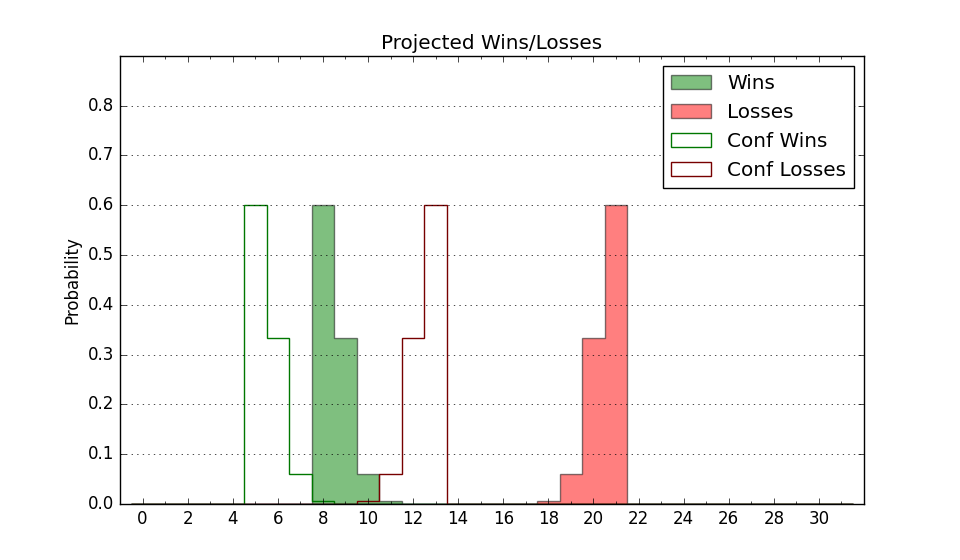 Projected Wins/Losses
Wins
Losses
Conf Wins
Conf Losses
Probability
0.8
0.7
0.6
0.5
0.4
0.3
0.2
0.1
0.0
0 2 4 6 8 10 12 14 16 18 20 22 24 26 28 30